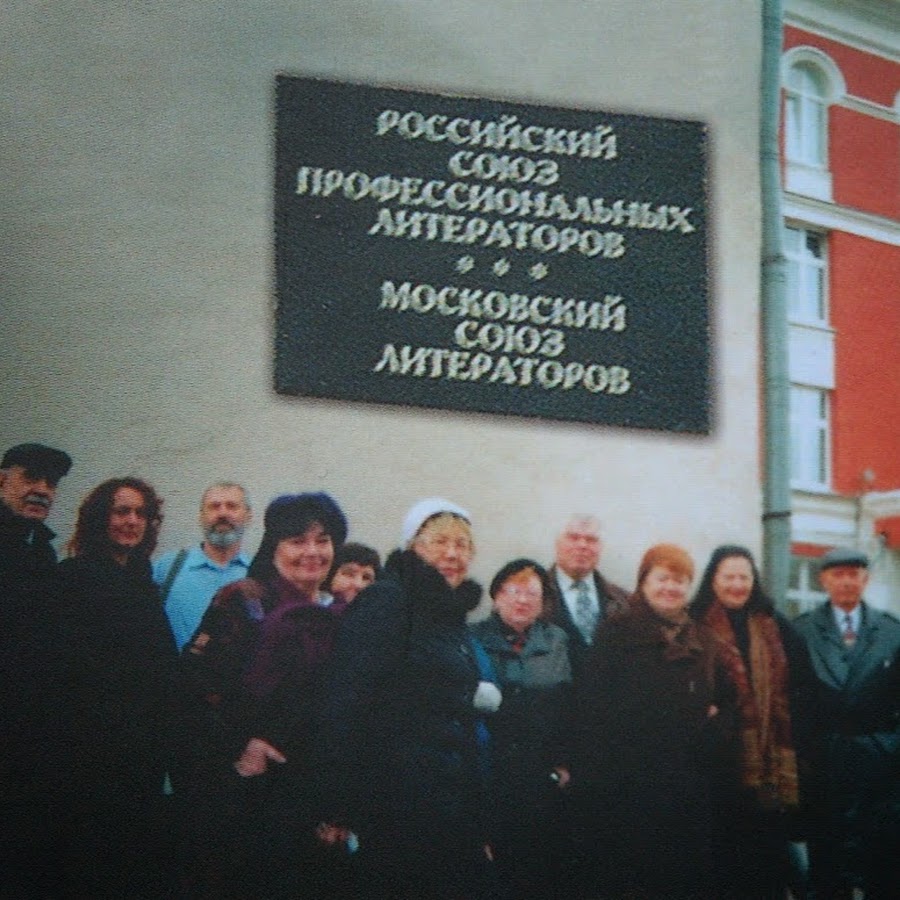 РОССИЙСКИЙ
СОЮЗ
ПРОФЕССИОНАЛЬНЫХ
ЛИТЕРАТОРОВ
* * *
МОСКОВСКИЙ
СОЮЗ
ЛИТЕРАТОРОВ